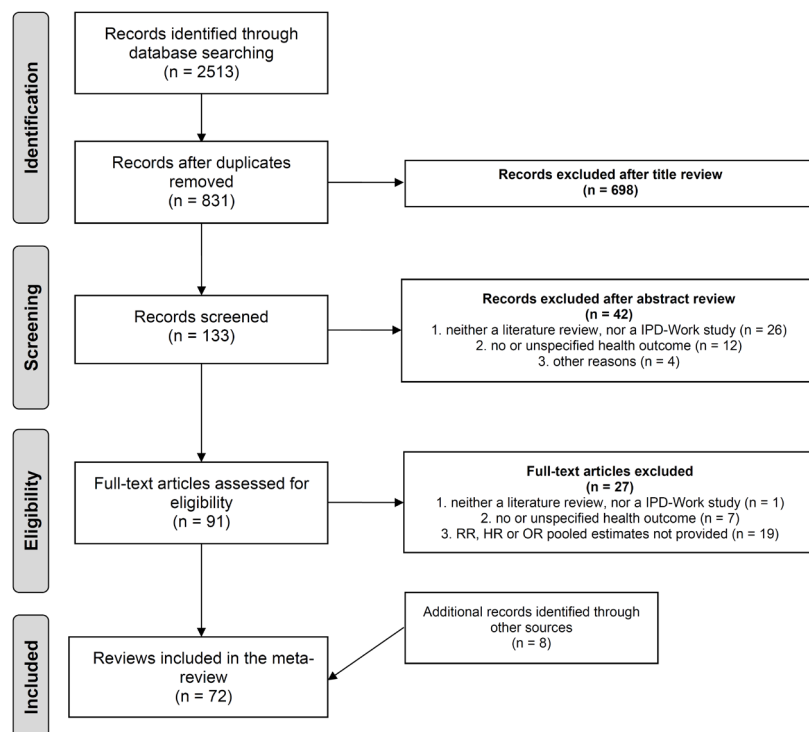 Identification
Records identified through
database searching
(n = 2513)
Records after duplicates
removed
(n = 831)
Records excluded after title review
(n = 698)
Screening
Records screened
(n = 133)
Records excluded after abstract review
(n = 42)
1. neither a literature review, nor a IPD-Work study (n = 26)
2. no or unspecified health outcome (n = 12)
3. other reasons (n = 4)
Eligibility
Full-text articles assessed for
eligibility
(n = 91)
Full-text articles excluded
(n = 27)
1. neither a literature review, nor a IPD-Work study (n = 1)
2. no or unspecified health outcome (n = 7)
3. RR, HR or OR pooled estimates not provided (n = 19)
Included
Additional records identified through
other sources
(n = 8)
Reviews included in the meta-
review
(n = 72)